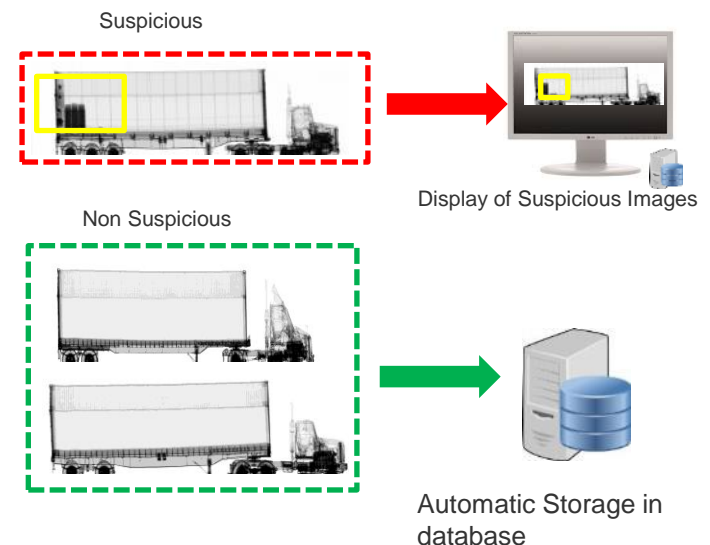 Suspicious
Display of Suspicious Images
Non Suspicious
Automatic Storage in
database